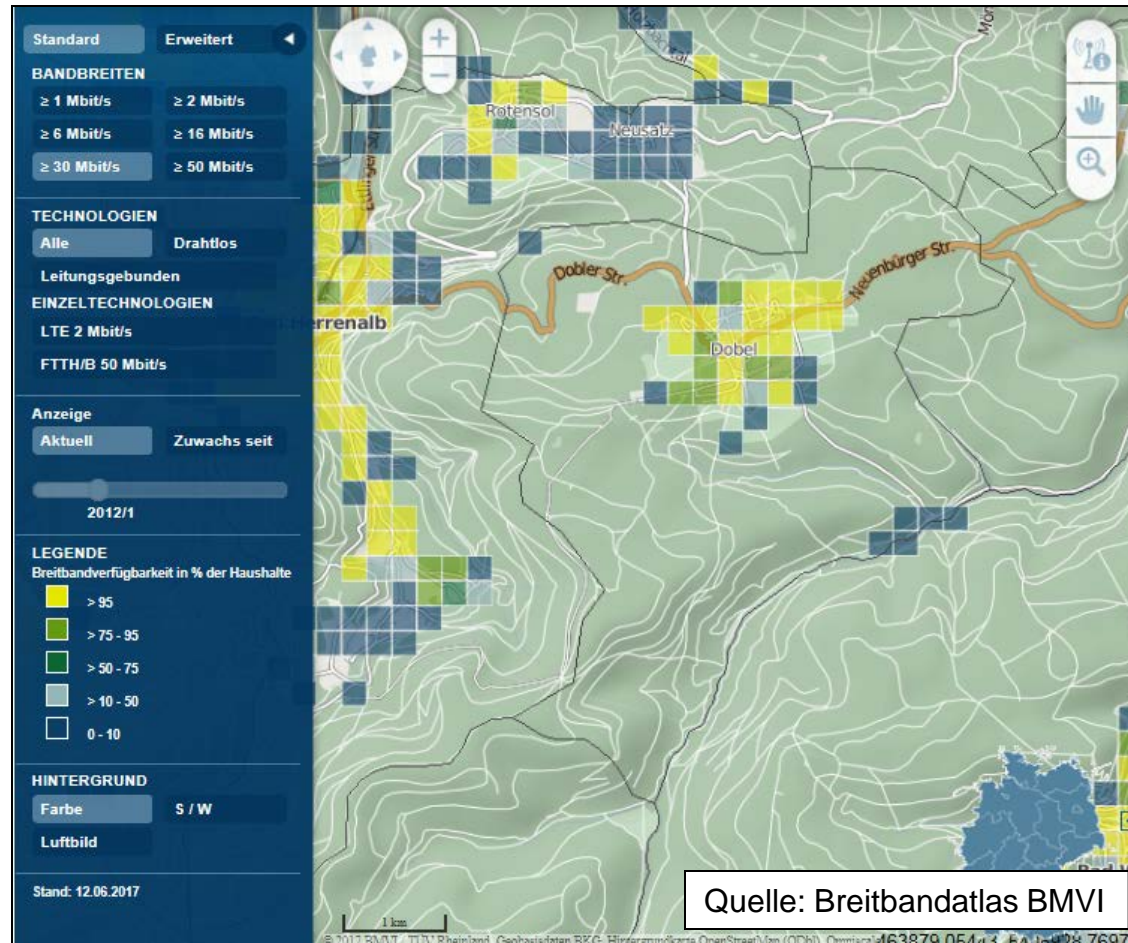 Standard Erweitert
BANDBREITEN
≥ 1 Mbit/s ≥ 2 Mbit/s
≥ 6 Mbit/s ≥ 16 Mbit/s
≥ 30 Mbit/s ≥ 50 Mbit/s
TECHNOLOGIEN
Alle Drahtlos
Leitungsgebunden
EINZELTECHNOLOGIEN
LTE 2 Mbit/s
FTTH/B 50 Mbit/s
Anzeige
Aktuell Zuwachs seit
2012/1
LEGENDE
Breitbandverfügbarkeit in % der Haushalte
> 95
> 75 - 95
> 50 - 75
> 10 - 50
0 - 10
HINTERGRUND
Farbe S / W
Luftbild
Stand: 12.06.2017
Rotensol
Neusatz
Dobler Str.
Neuenbürger Str.
Herrenalb
Dobel
1 km
Quelle: Breitbandatlas BMVI